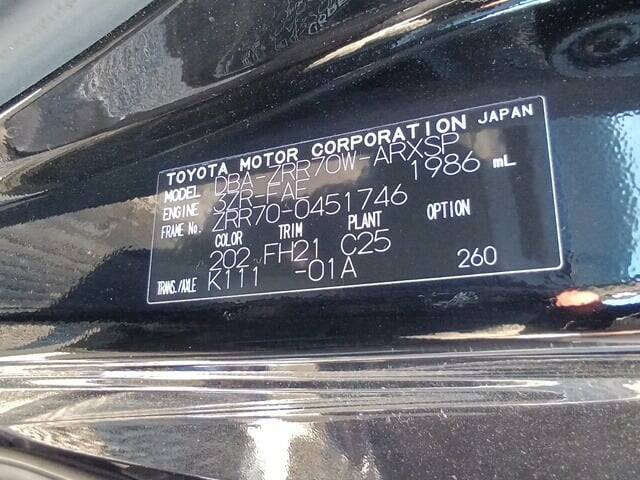 TOYOTA MOTOR CORPORATION JAPAN
MODEL DBA-ZRR70W-ARXSP
ENGINE 3ZR-FAE 1986 mL
FRAME No. ZRR70-0451746
COLOR TRIM PLANT OPTION
202 FH21 C25
TRANS./AXLE K111 -01A 260